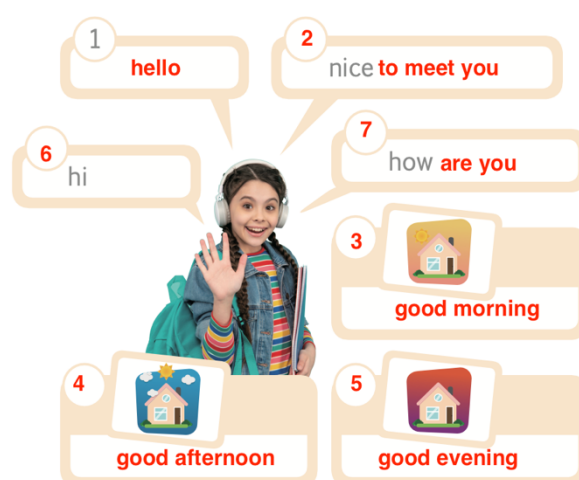 1
hello
2
nice to meet you
6
hi
7
how are you
3
good morning
4
good afternoon
5
good evening